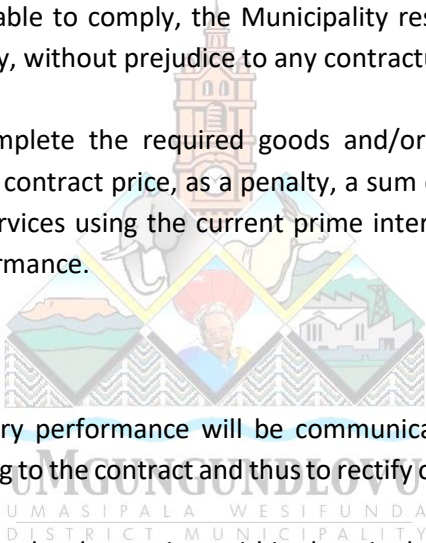 able to comply, the Municipality res
y, without prejudice to any contractu
mplete the required goods and/or
contract price, as a penalty, a sum
ervices using the current prime inter
rmance.
ry performance will be communica
g to the contract and thus to rectify
UMGUNGUNDLOVU
UMASIPALA WESIFUNDA
DISTRICT MUNICIPALITY